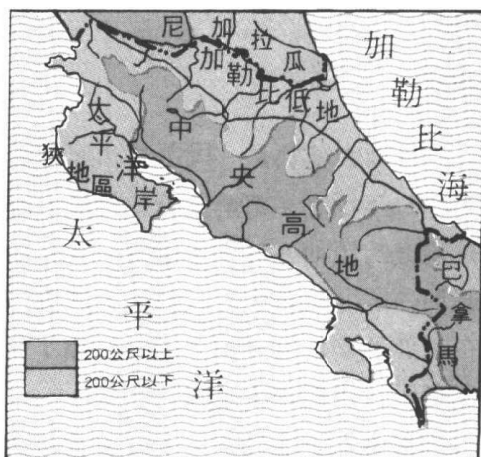 尼加拉瓜
加勒比海
加勒比低地
中央高地
太平洋岸
狹地區
巴拿馬
太平洋
200公尺以上
200公尺以下